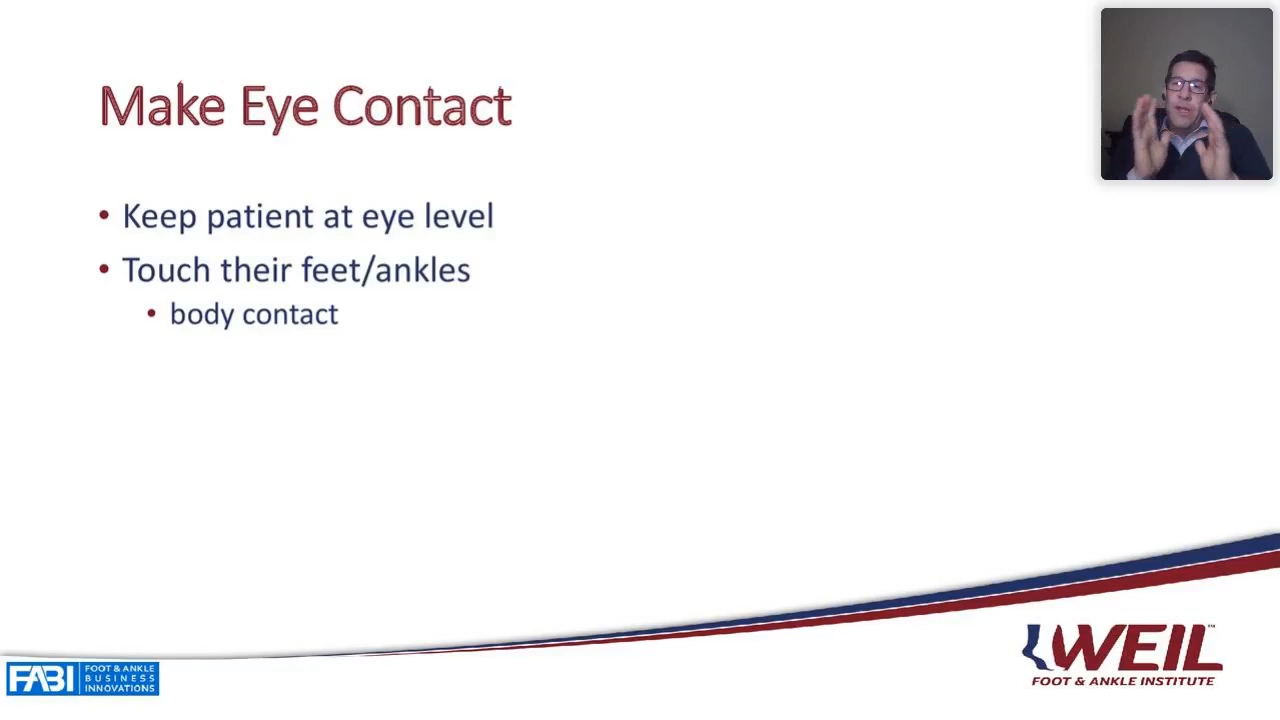 Make Eye Contact
• Keep patient at eye level
• Touch their feet/ankles
• body contact
FABI
FOOT & ANKLE
BUSINESS
INNOVATIONS
WEIL™
FOOT & ANKLE INSTITUTE